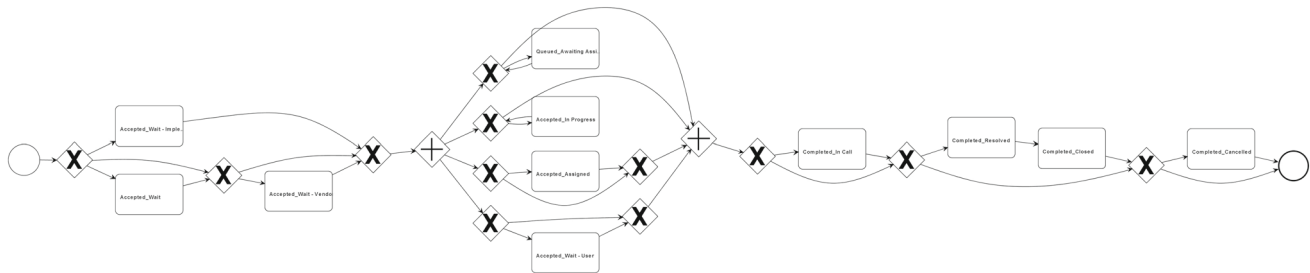 Queued_Awaiting Assi.
Accepted_Wait - Imple.
Accepted_In Progress
Accepted_Wait
Accepted_Wait - Vendo
Accepted_Assigned
Accepted_Wait - User
Completed_In Call
Completed_Resolved
Completed_Closed
Completed_Cancelled